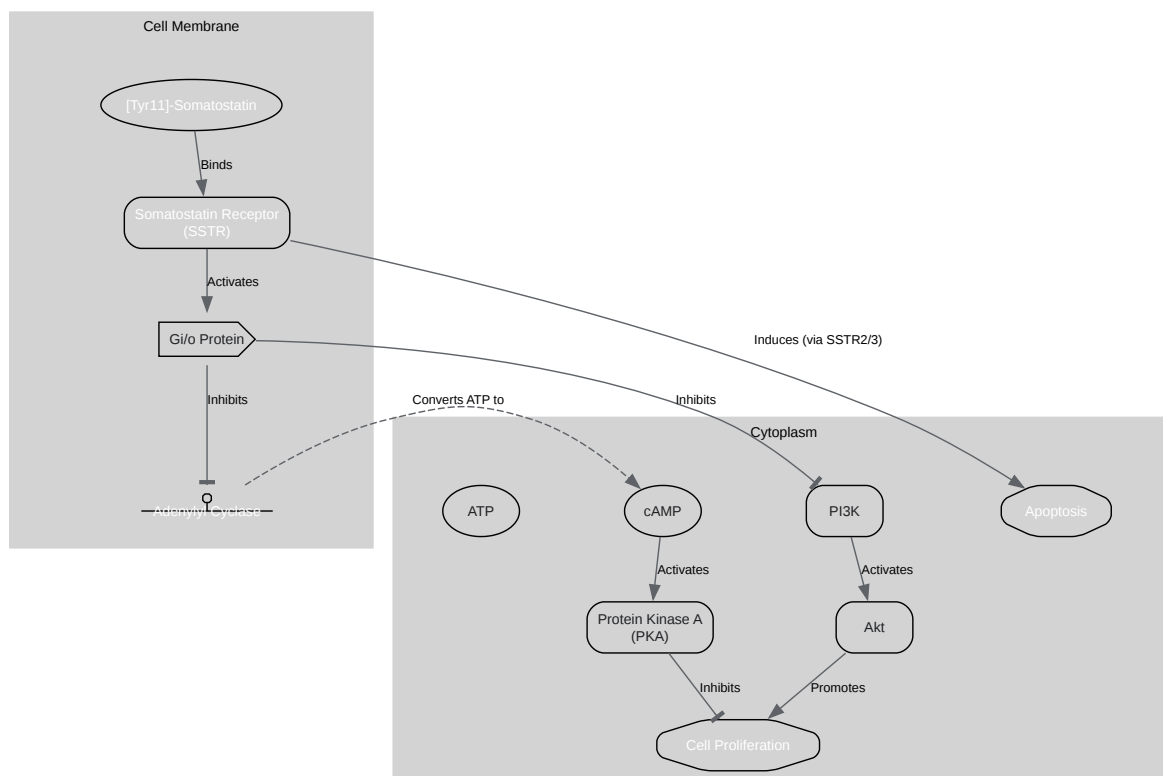 Cell Membrane
[Tyr11]-Somatostatin
Binds
Somatostatin Receptor
(SSTR)
Activates
Gi/o Protein
Induces (via SSTR2/3)
Inhibits
Converts ATP to
Inhibits
Cytoplasm
Adenylyl Cyclase
ATP
cAMP
PI3K
Apoptosis
Activates
Activates
Protein Kinase A
(PKA)
Akt
Inhibits
Promotes
Cell Proliferation